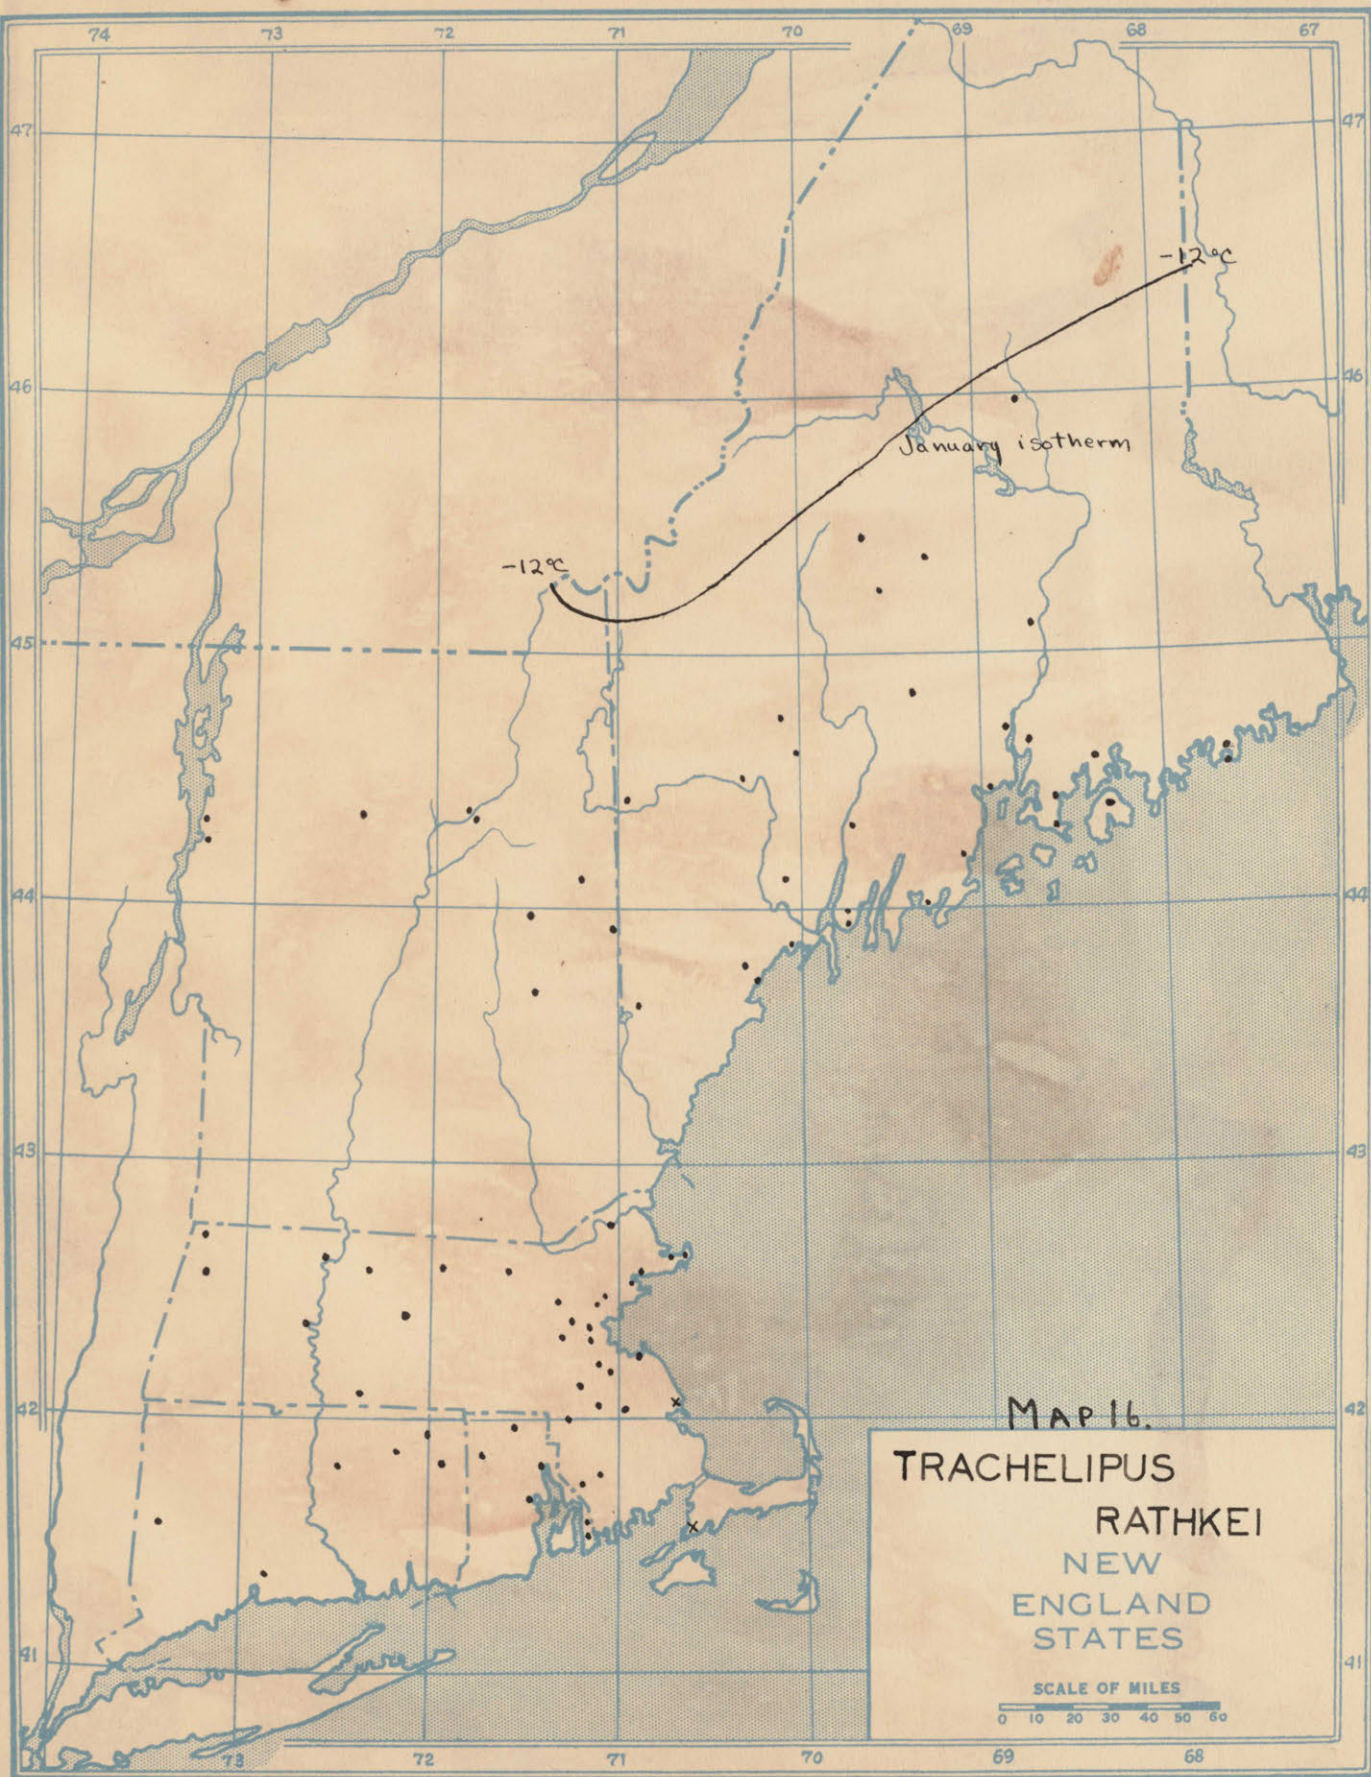 74 73 72 71 70 69 68 67
47 47
-12°C
46 46
January isotherm
-12°C
45
44 44
43 43
42 42
MAP 16.
TRACHELIPUS
RATHKEI
NEW
ENGLAND
STATES
SCALE OF MILES
0 10 20 30 40 50 60
41 41
73 72 71 70 69 68